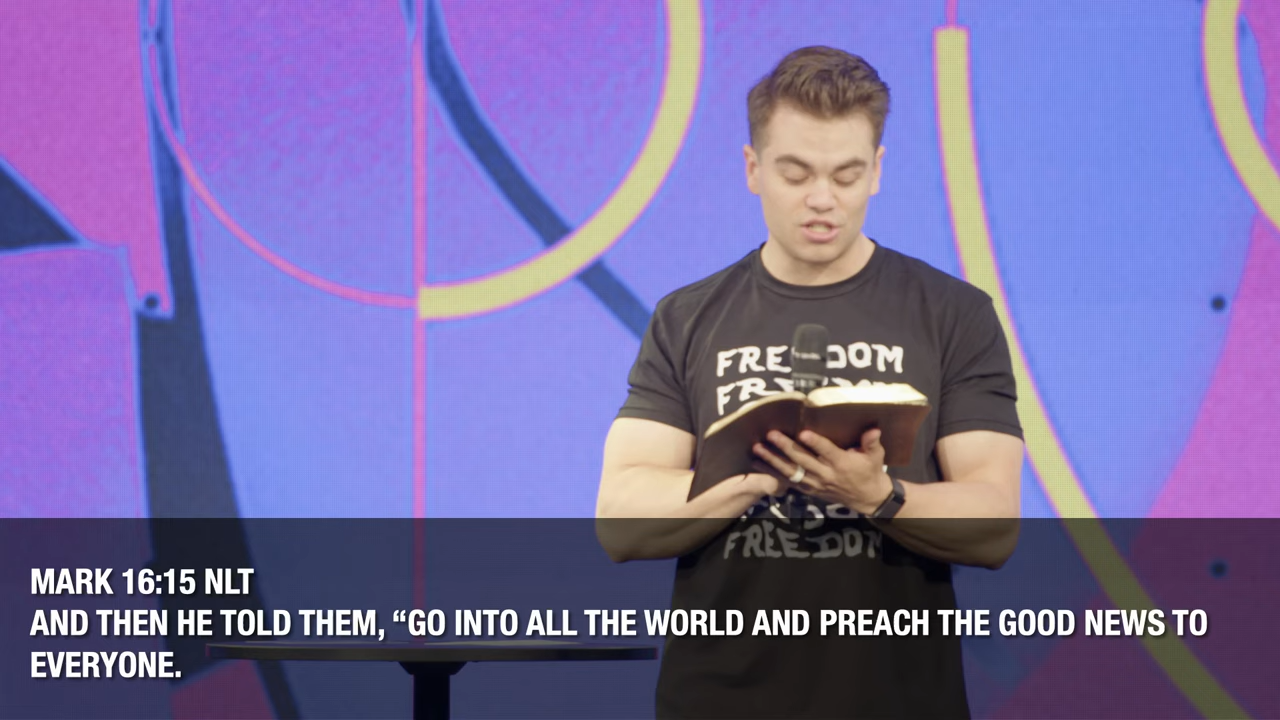 FREEDOM
MARK 16:15 NLT
AND THEN HE TOLD THEM, “GO INTO ALL THE WORLD AND PREACH THE GOOD NEWS TO
EVERYONE.